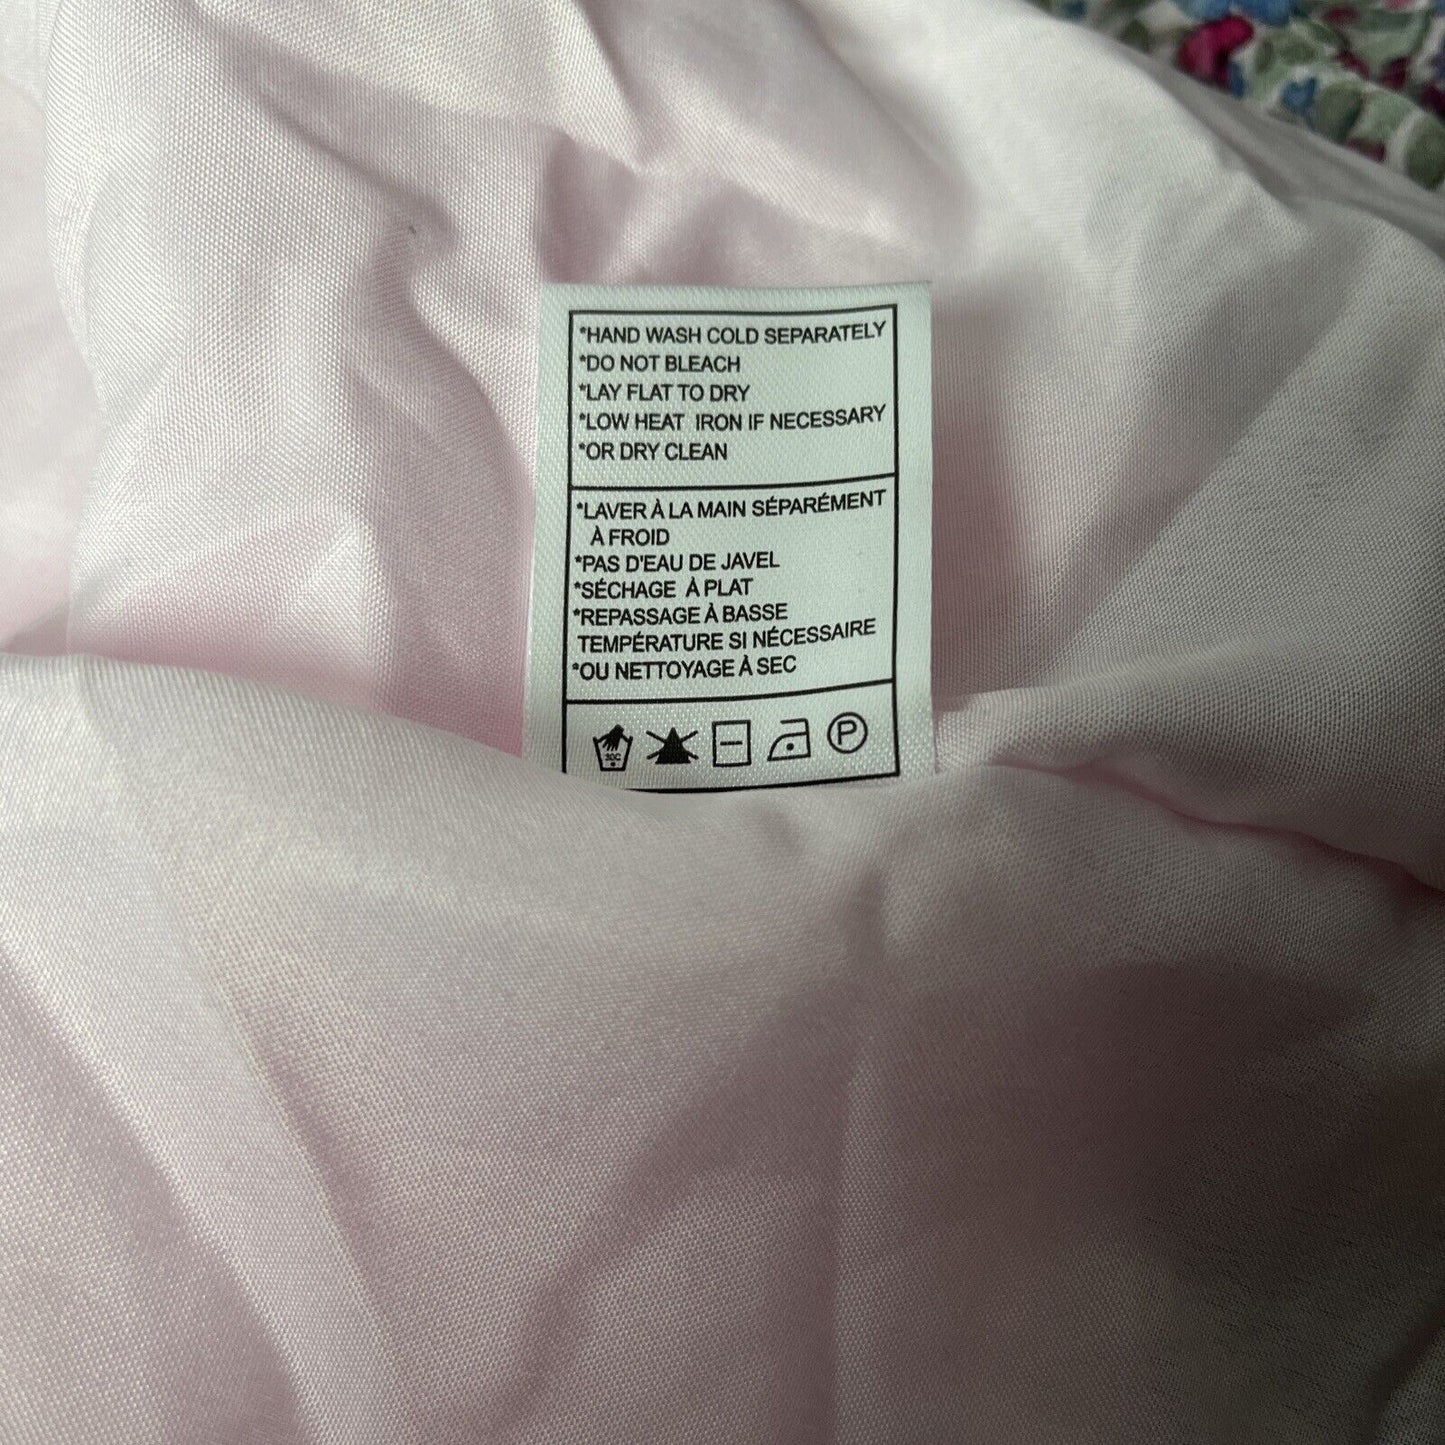 *HAND WASH COLD SEPARATELY
*DO NOT BLEACH
*LAY FLAT TO DRY
*LOW HEAT IRON IF NECESSARY
*OR DRY CLEAN
*LAVER À LA MAIN SÉPARÉMENT
À FROID
*PAS D'EAU DE JAVEL
*SÉCHAGE À PLAT
*REPASSAGE À BASSE
TEMPÉRATURE SI NÉCESSAIRE
*OU NETTOYAGE À SEC
30C P